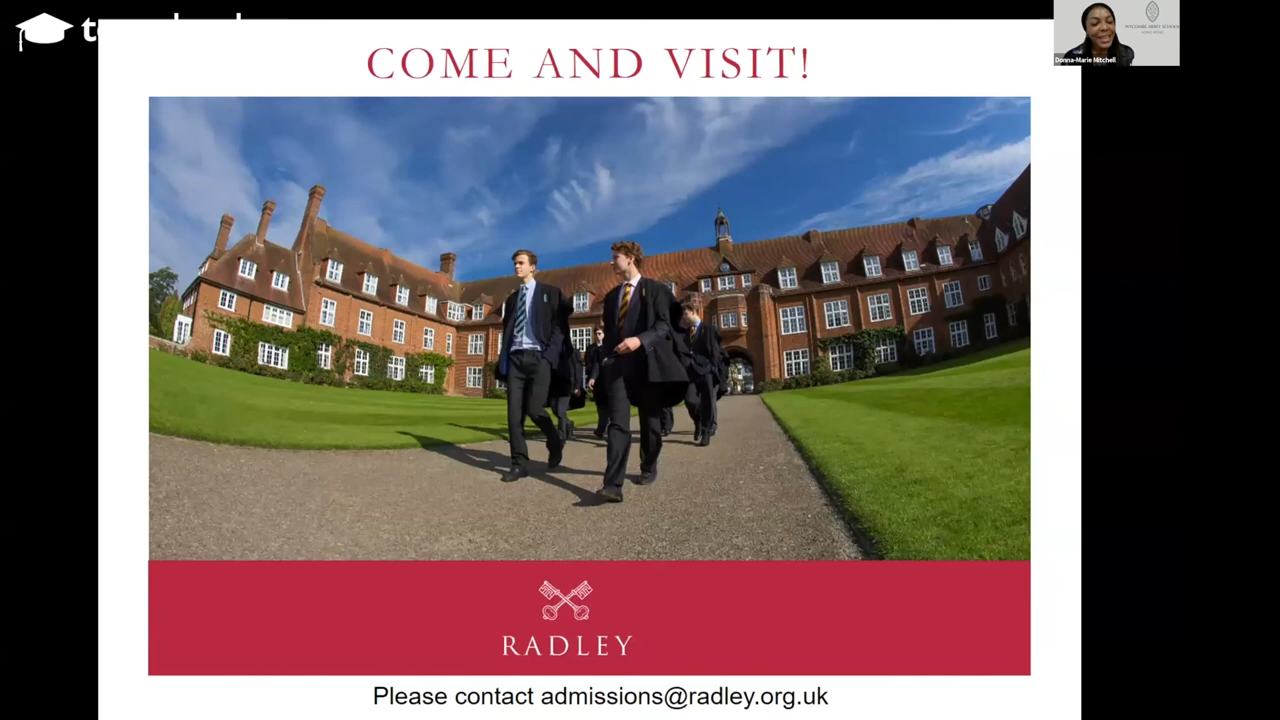 COME AND VISIT!
Donna-Marie Mitchell
RADLEY
Please contact admissions@radley.org.uk